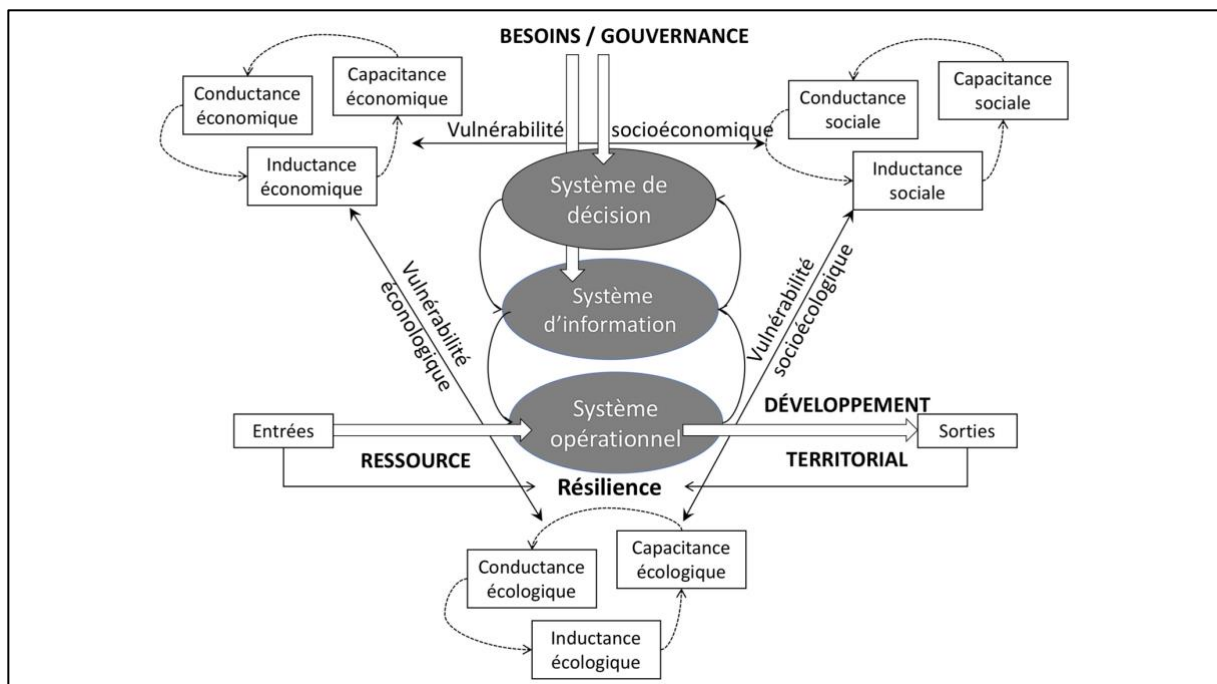 BESOINS / GOUVERNANCE
Conductance
économique
Capacitance
économique
Inductance
économique
Vulnérabilité
socioéconomique
Conductance
sociale
Capacitance
sociale
Inductance
sociale
Système de
décision
Système
d'information
Système
opérationnel
Vulnérabilité
éconologique
Vulnérabilité
socioécologique
Entrées
RESSOURCE
DÉVELOPPEMENT
TERRITORIAL
Sorties
Résilience
Conductance
écologique
Capacitance
écologique
Inductance
écologique